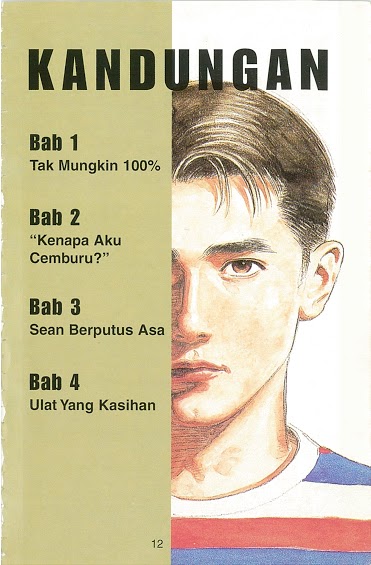 KANDUNGAN
Bab 1
Tak Mungkin 100%
Bab 2
“Kenapa Aku
Cemburu?”
Bab 3
Sean Berputus Asa
Bab 4
Ulat Yang Kasihan
12